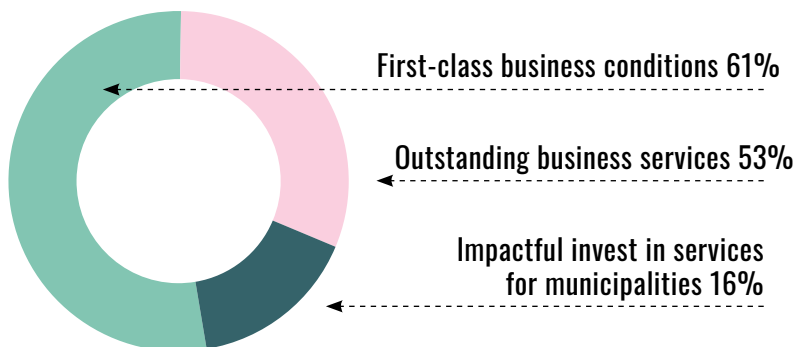 First-class business conditions 61%
Outstanding business services 53%
Impactful invest in services
for municipalities 16%